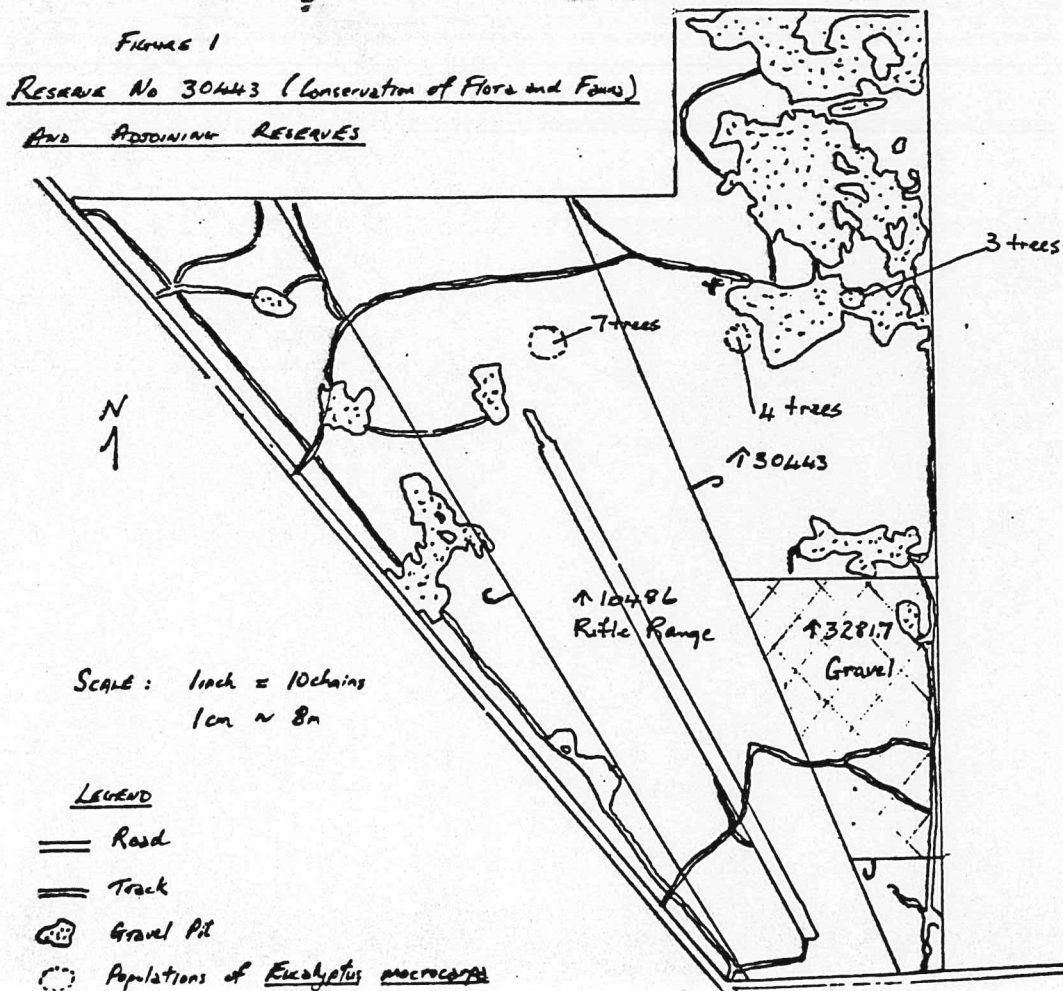 FIGURE 1
RESERVE No 30443 (Conservation of Flora and Fauna)
AND ADJOINING RESERVES
3 trees
7 trees
4 trees
N
↑30443
↑10486
Rifle Range
↑32817
Gravel
SCALE : 1inch = 10chains
1cm ~ 8m
LEGEND
Road
Track
Gravel Pit
Populations of Eucalyptus macrocarpa